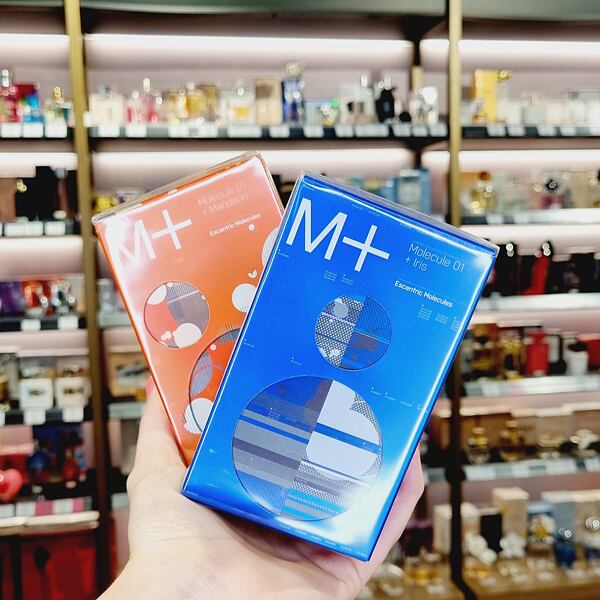 M+
Molecule 01
+ Mandarin
Escentric Molecules
M+
Molecule 01
+ Iris
Escentric Molecules